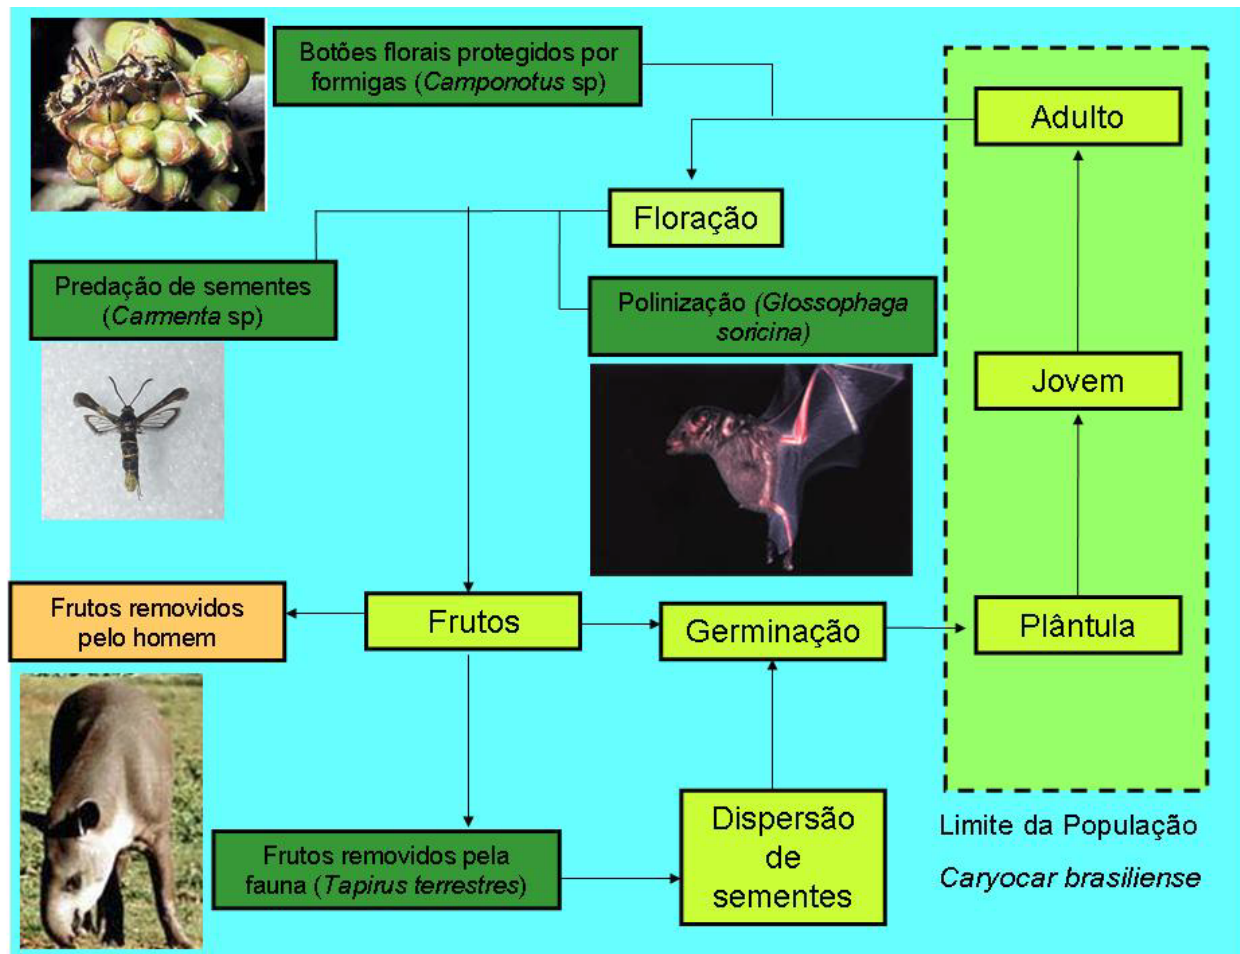 Botões florais protegidos por
formigas (Camponotus sp)
Adulto
Floração
Predação de sementes
(Carmenta sp)
Polinização (Glossophaga
soricina)
Jovem
Frutos removidos
pelo homem
Frutos
Germinação
Plântula
Dispersão
de
sementes
Limite da População
Caryocar brasiliense
Frutos removidos pela
fauna (Tapirus terrestres)